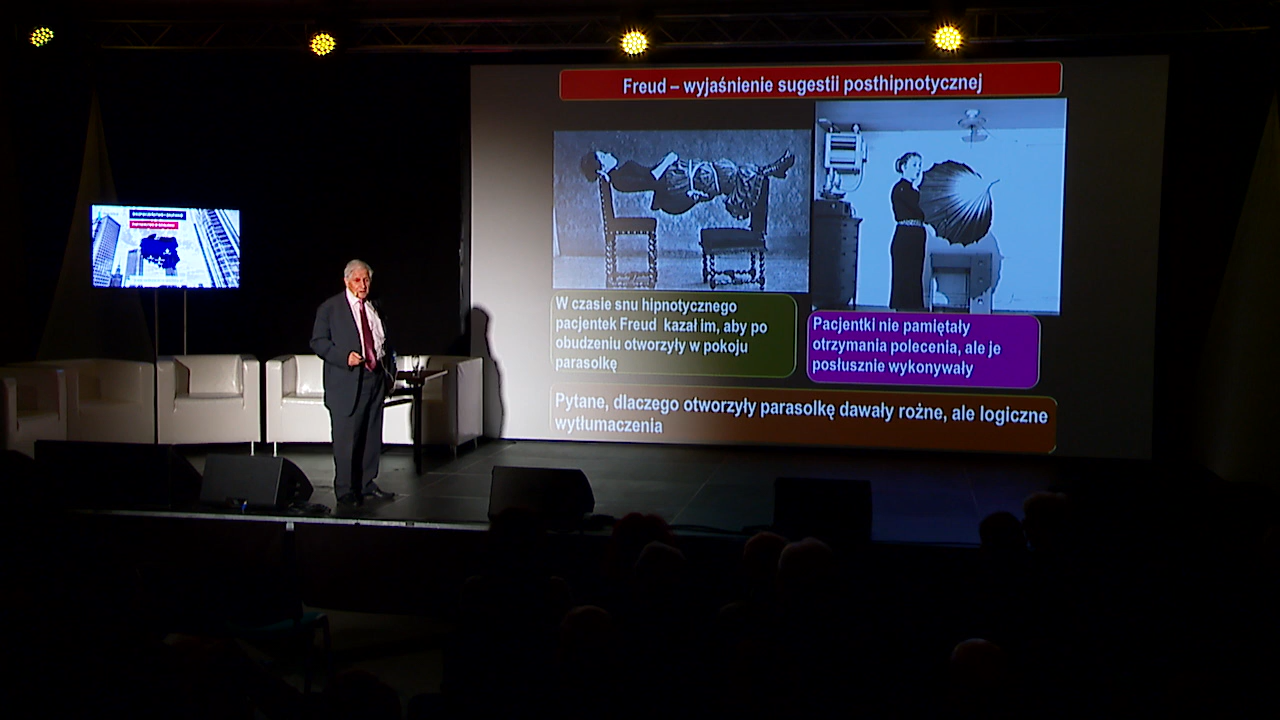 Freud – wyjaśnienie sugestii posthipnotycznej
W czasie snu hipnotycznego
pacjentek Freud kazał im, aby po
obudzeniu otworzyły w pokoju
parasolkę
Pacjentki nie pamiętały
otrzymania polecenia, ale je
posłusznie wykonywały
Pytane, dlaczego otworzyły parasolkę dawały rożne, ale logiczne
wytłumaczenia